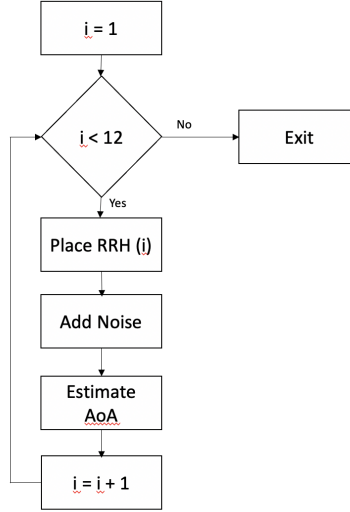 i = 1
i < 12
No
Exit
Yes
Place RRH (i)
Add Noise
Estimate
AoA
i = i + 1